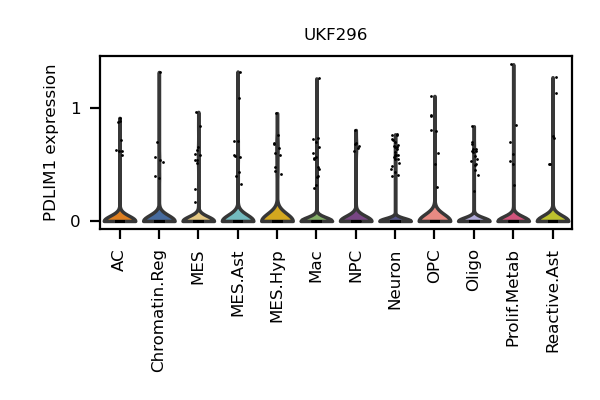 UKF296
PDLIM1 expression
1
0
AC
Chromatin.Reg
MES
MES.Ast
MES.Hyp
Mac
NPC
Neuron
OPC
Oligo
Prolif.Metab
Reactive.Ast